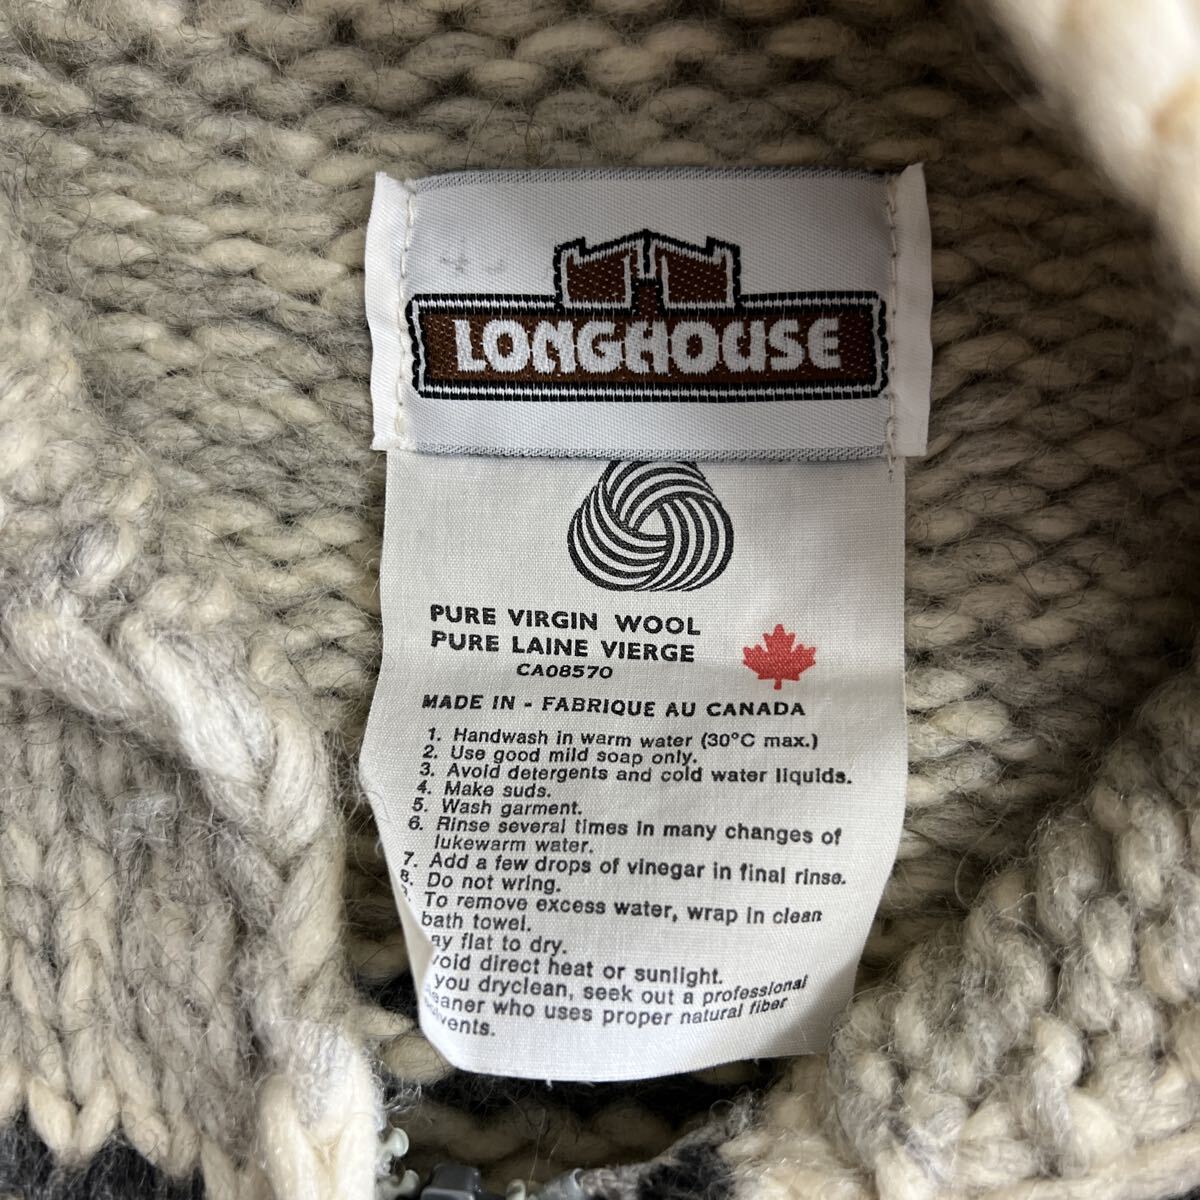 LONGHOUSE
PURE VIRGIN WOOL
PURE LAINE VIERGE
CA08570
MADE IN - FABRIQUE AU CANADA
1. Handwash in warm water (30°C max.)
2. Use good mild soap only.
3. Avoid detergents and cold water liquids.
4. Make suds.
5. Wash garment.
6. Rinse several times in many changes of
lukewarm water.
7. Add a few drops of vinegar in final rinse.
8. Do not wring.
To remove excess water, wrap in clean
bath towel.
ay flat to dry.
void direct heat or sunlight.
you dryclean, seek out a professional
eaner who uses proper natural fiber
vents.